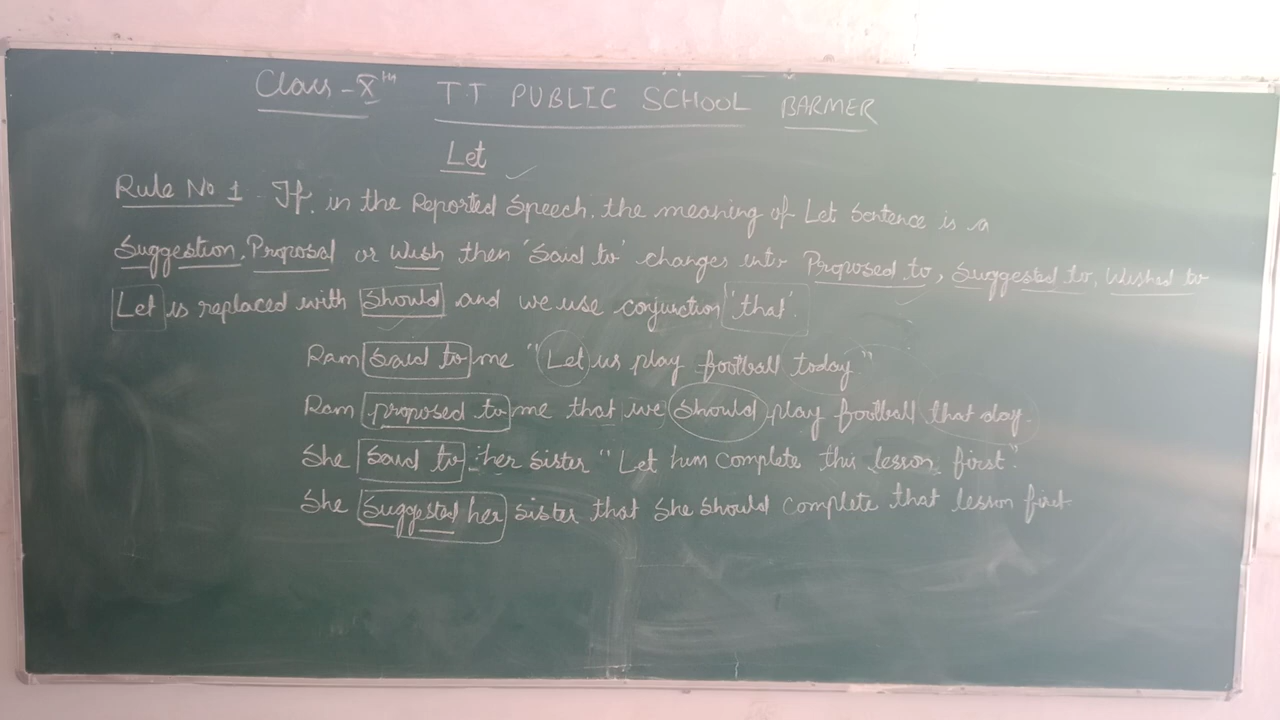 Class - Xth T.T PUBLIC SCHOOL BARMER
Let
Rule No 1 If, in the Reported Speech, the meaning of Let Sentence is a
Suggestion, Proposal or Wish then 'Said to' changes into Proposed to, Suggested to, Wished to
Let is replaced with Should and we use conjunction 'that'.
Ram Said to me "Let us play football today"
Ram proposed to me that we should play football that day.
She Said to her sister "Let him complete this lesson first"
She Suggested her sister that she should complete that lesson first.